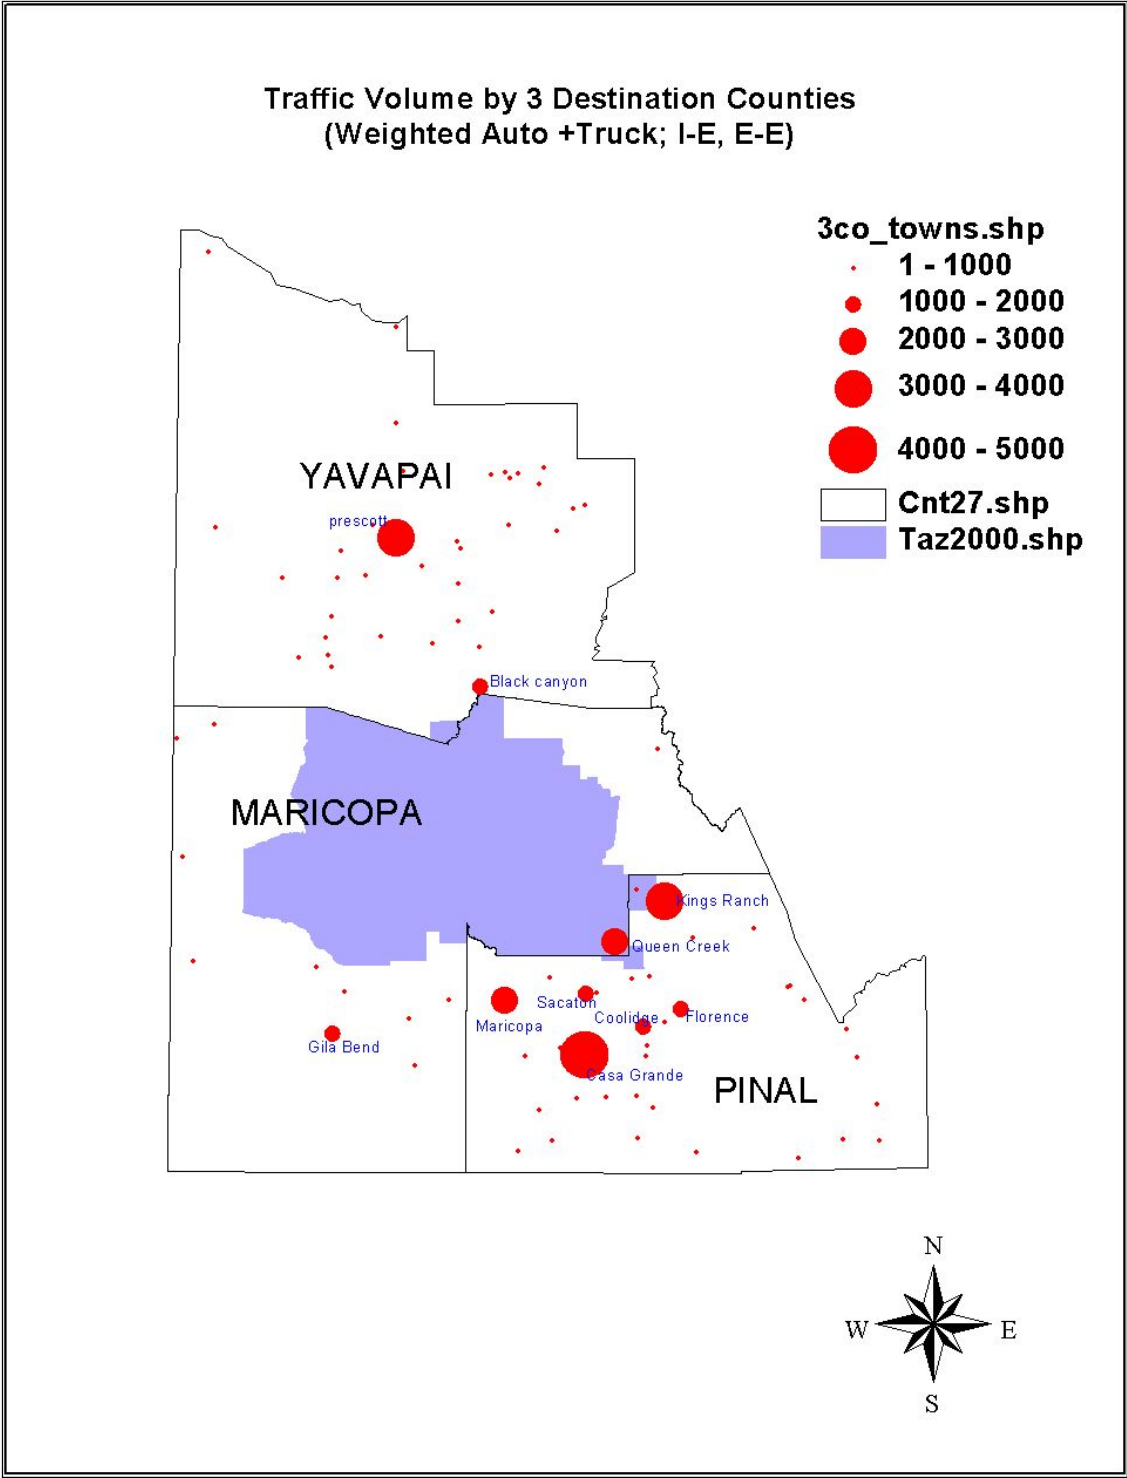 Traffic Volume by 3 Destination Counties
(Weighted Auto +Truck; I-E, E-E)
3co_towns.shp
1 - 1000
1000 - 2000
2000 - 3000
3000 - 4000
4000 - 5000
Cnt27.shp
Taz2000.shp
YAVAPAI
prescott
Black canyon
MARICOPA
Kings Ranch
Queen Creek
Sacaton
Maricopa
Coolidge
Florence
Gila Bend
Casa Grande
PINAL
N
W
E
S